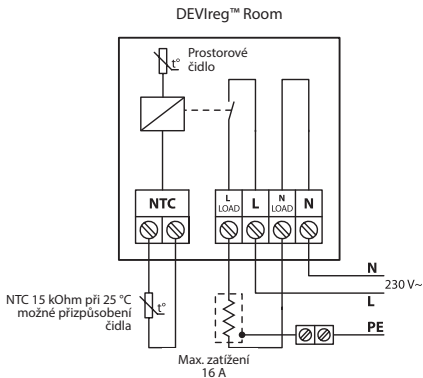 DEVIreg™ Room
Prostorové
čidlo
t°
NTC
L
LOAD
L
N
LOAD
N
N
230 V~
L
NTC 15 kOhm při 25 °C
možné přizpůsobení
čidla
t°
PE
Max. zatížení
16 A